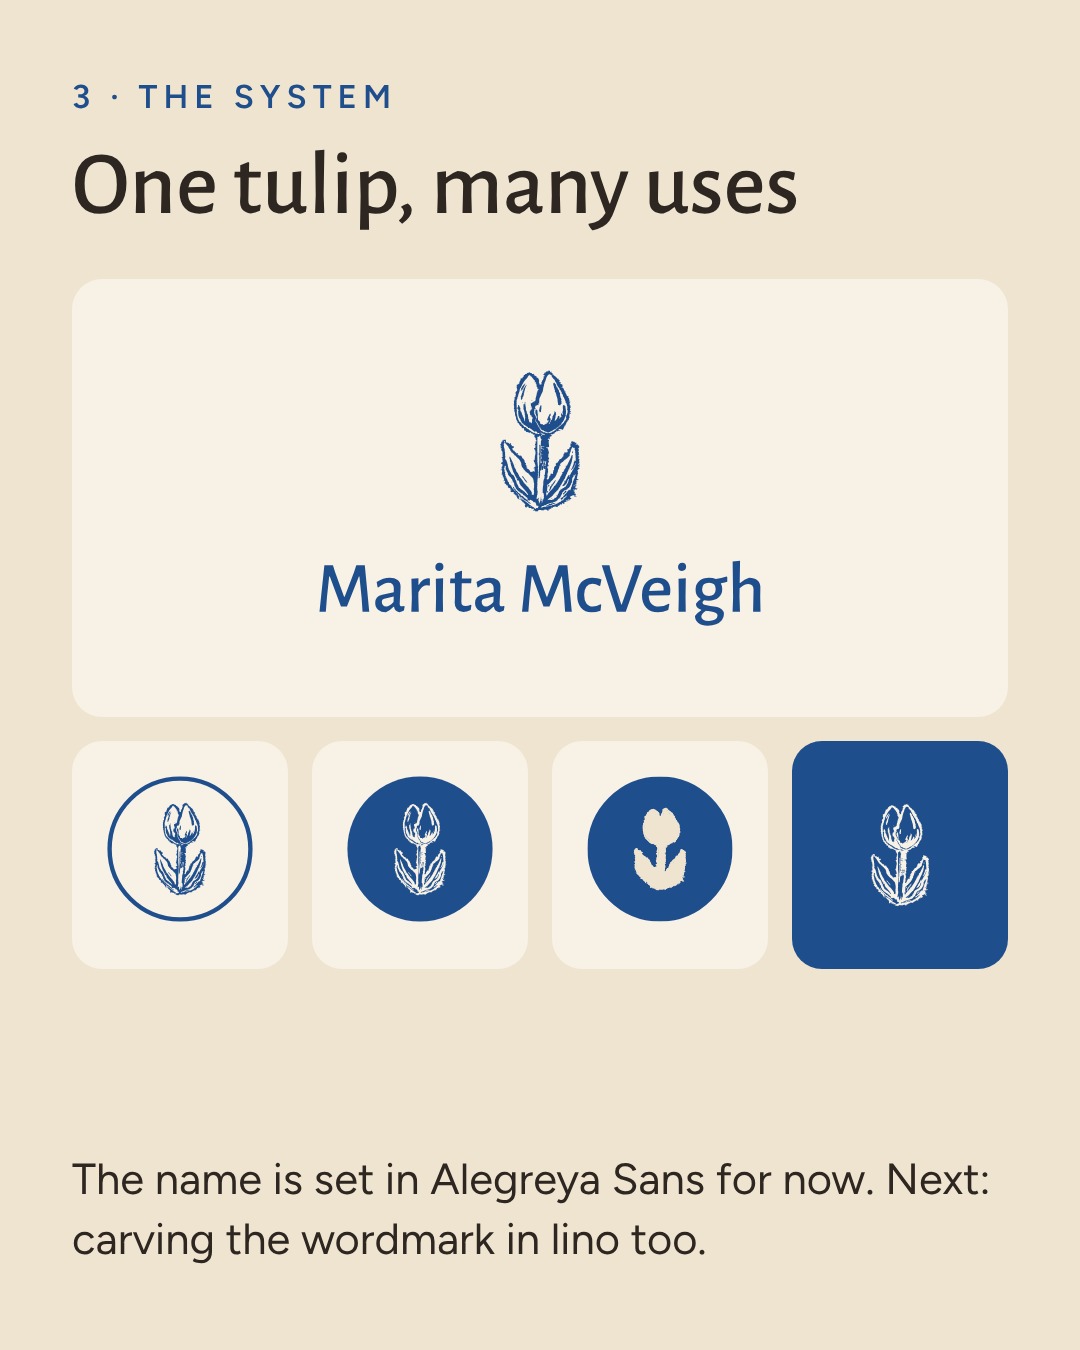 3 · THE SYSTEM
One tulip, many uses
Marita McVeigh
The name is set in Alegreya Sans for now. Next:
carving the wordmark in lino too.